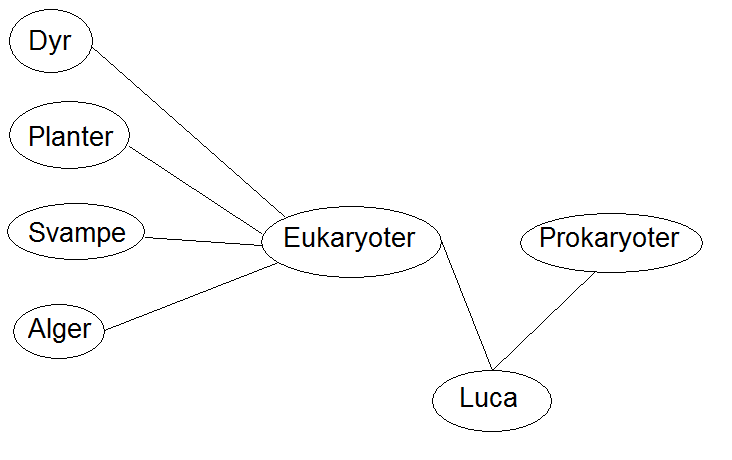 Dyr
Planter
Svampe
Alger
Eukaryoter
Prokaryoter
Luca